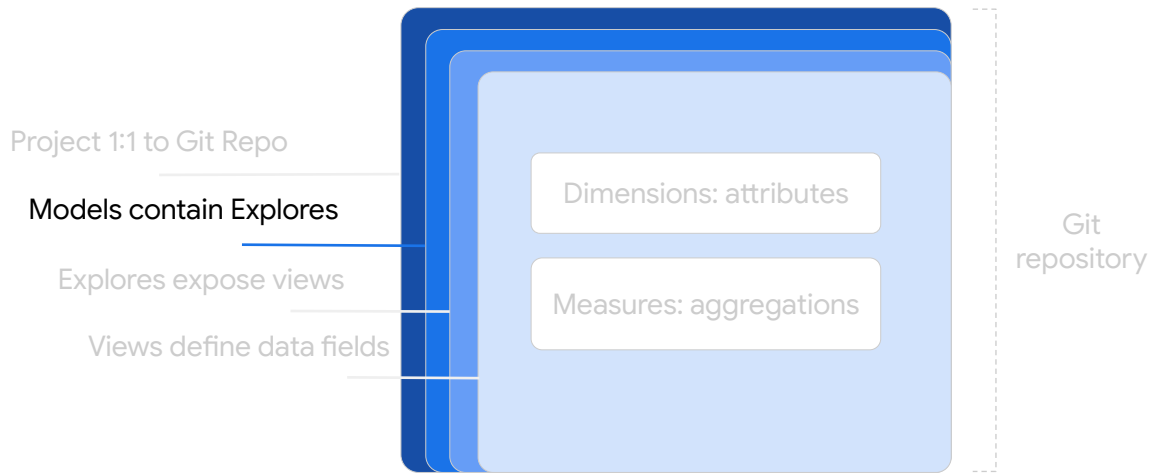 Project 1:1 to Git Repo
Models contain Explores
Explores expose views
Views define data fields
Dimensions: attributes
Measures: aggregations
Git
repository